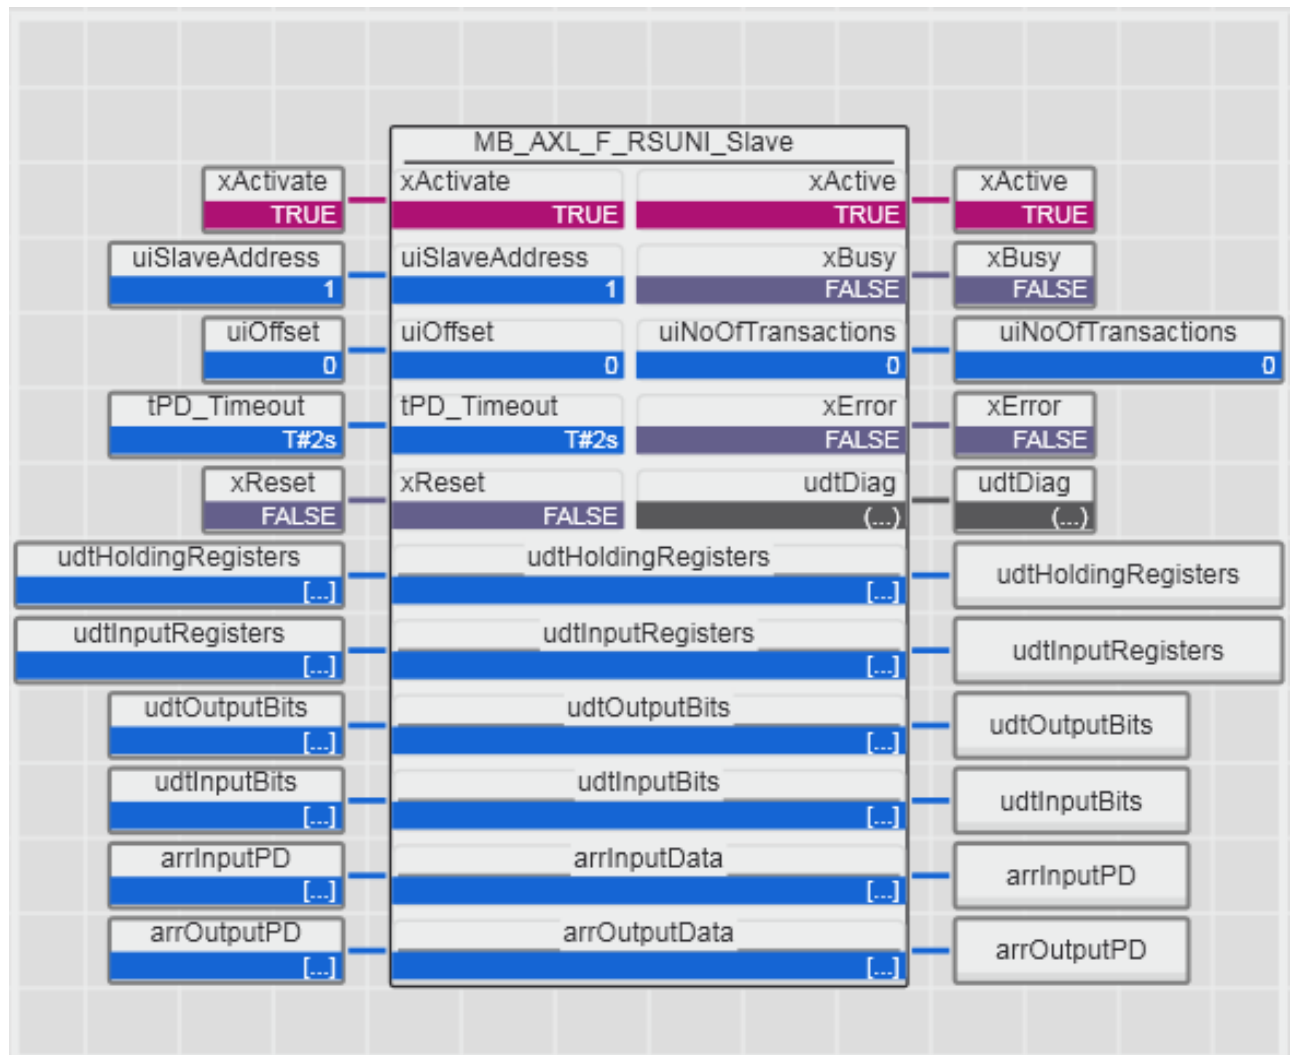 MB_AXL_F_RSUNI_Slave
xActivate xActivate xActive xActive
TRUE TRUE TRUE TRUE
uiSlaveAddress uiSlaveAddress xBusy xBusy
1 1 FALSE FALSE
uiOffset uiOffset uiNoOfTransactions uiNoOfTransactions
0 0 0 0
tPD_Timeout tPD_Timeout xError xError
T#2s T#2s FALSE FALSE
xReset xReset udtDiag udtDiag
FALSE FALSE (...) (...)
udtHoldingRegisters udtHoldingRegisters udtHoldingRegisters
[...] [...]
udtInputRegisters udtInputRegisters udtInputRegisters
[...] [...]
udtOutputBits udtOutputBits udtOutputBits
[...] [...]
udtInputBits udtInputBits udtInputBits
[...] [...]
arrInputPD arrInputData arrInputPD
[...] [...]
arrOutputPD arrOutputData arrOutputPD
[...] [...]